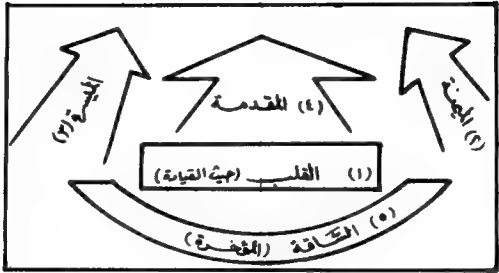 (١) القلب (حيث القيادة)
(٢) الميمنة
الميسرة (٣)
(٤) المقدمة
(٥) الساقة (المؤخرة)